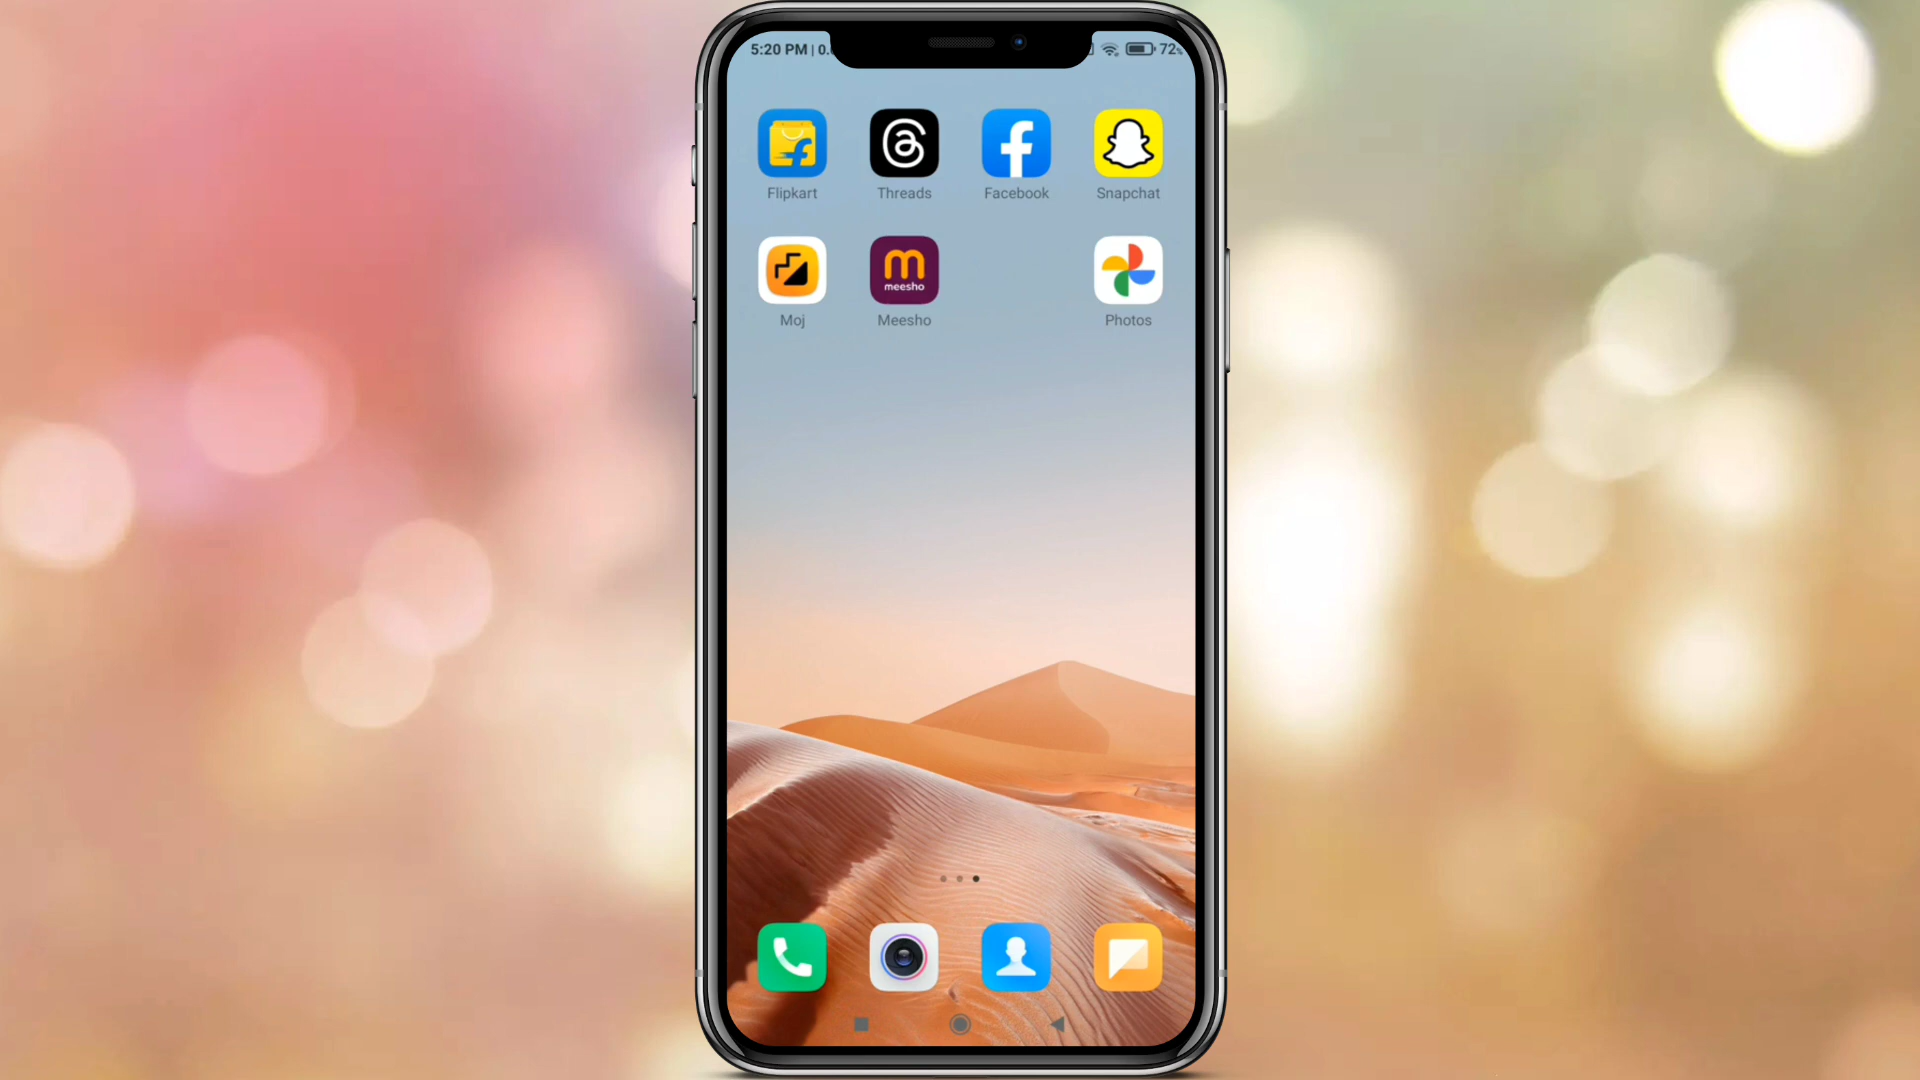 5:20 PM | 0. 72
Flipkart Threads Facebook Snapchat
meesho
Moj Meesho Photos